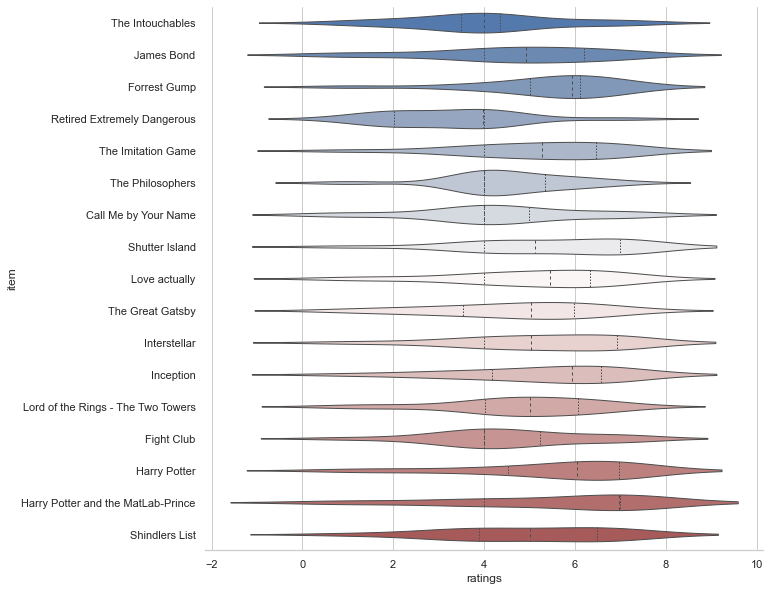 The Intouchables
James Bond
Forrest Gump
Retired Extremely Dangerous
The Imitation Game
The Philosophers
Call Me by Your Name
Shutter Island
Love actually
The Great Gatsby
Interstellar
Inception
Lord of the Rings - The Two Towers
Fight Club
Harry Potter
Harry Potter and the MatLab-Prince
Shindlers List
item
−2 0 2 4 6 8 10
ratings